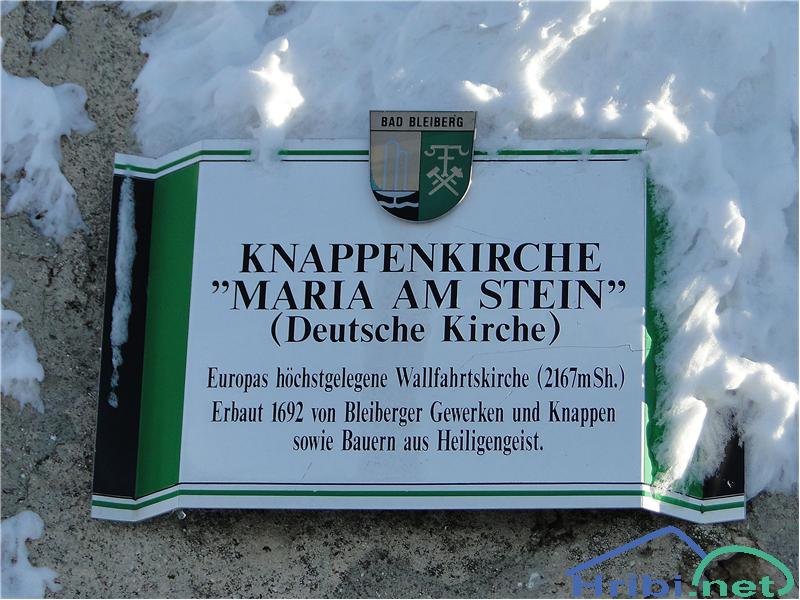 BAD BLEIBERG
KNAPPENKIRCHE
"MARIA AM STEIN"
(Deutsche Kirche)
Europas höchstgelegene Wallfahrtskirche (2167mSh.)
Erbaut 1692 von Bleiberger Gewerken und Knappen
sowie Bauern aus Heiligengeist.
Hribi.net